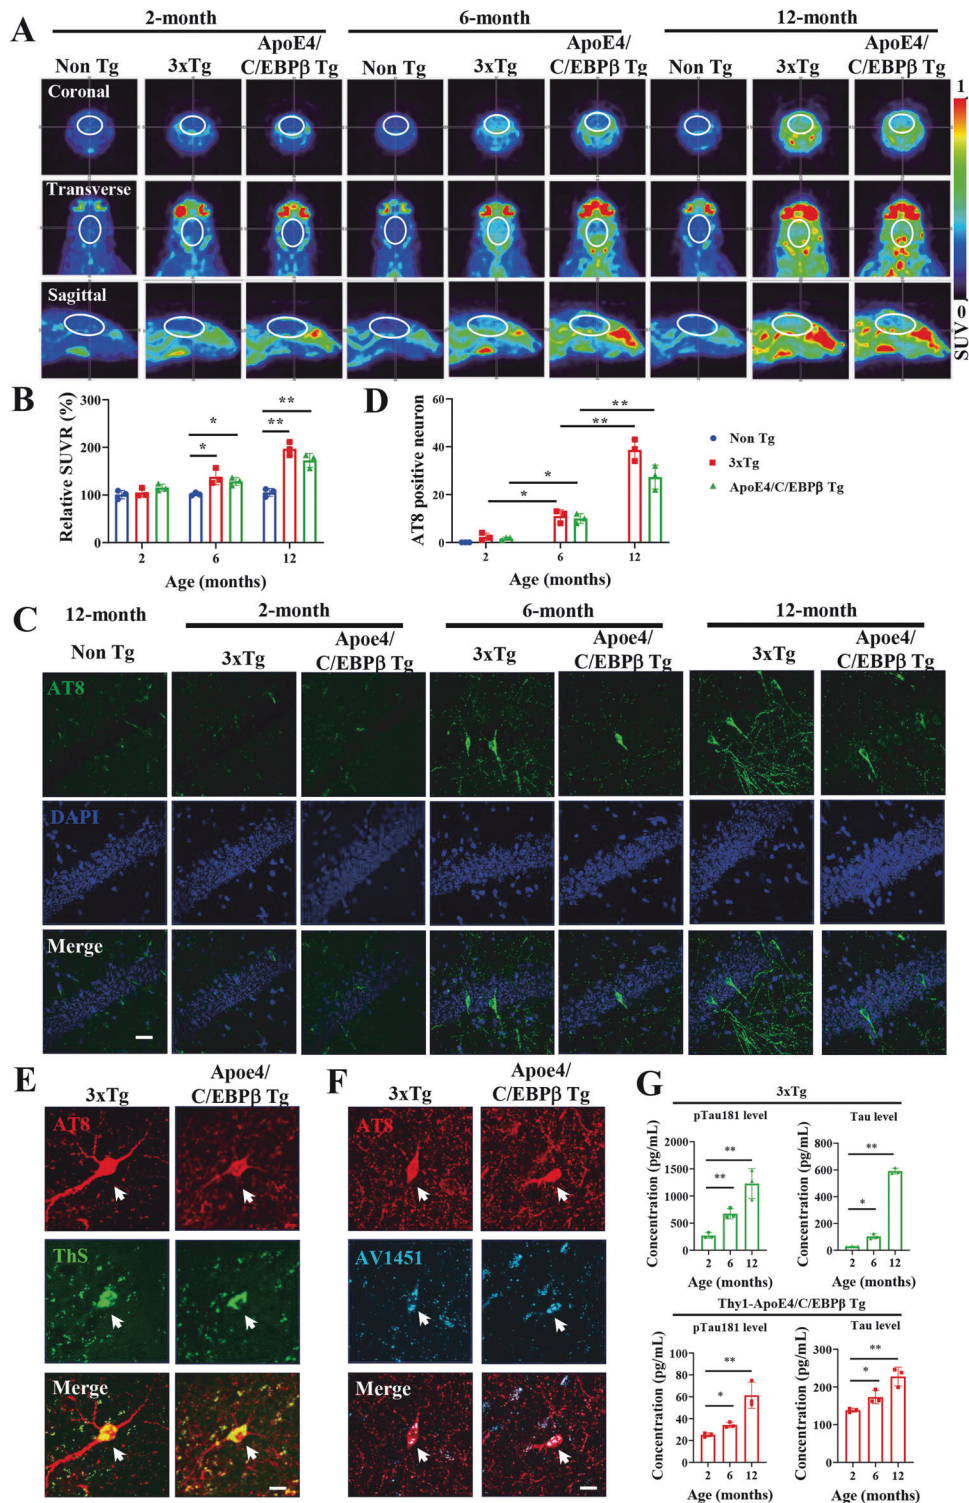 A
2-month
6-month
12-month
Non Tg
3xTg
ApoE4/
C/EBPβ Tg
Non Tg
3xTg
ApoE4/
C/EBPβ Tg
Non Tg
3xTg
ApoE4/
C/EBPβ Tg
Coronal
Transverse
Sagittal
1
0
SUV
B
Relative SUVR (%)
300
200
100
0
*
*
**
**
2
6
12
Age (months)
D
AT8 positive neuron
60
40
20
0
*
*
**
**
2
6
12
Age (months)
Non Tg
3xTg
ApoE4/C/EBPβ Tg
C
12-month
2-month
6-month
12-month
Non Tg
3xTg
Apoe4/
C/EBPβ Tg
3xTg
Apoe4/
C/EBPβ Tg
3xTg
Apoe4/
C/EBPβ Tg
AT8
DAPI
Merge
E
3xTg
Apoe4/
C/EBPβ Tg
AT8
ThS
Merge
F
3xTg
Apoe4/
C/EBPβ Tg
AT8
AV1451
Merge
G
3xTg
pTau181 level
Concentration (pg/mL)
2000
1500
1000
500
0
**
**
2 6 12
Age (months)
Tau level
Concentration (pg/mL)
800
600
400
200
0
**
*
2 6 12
Age (months)
Thy1-ApoE4/C/EBPβ Tg
pTau181 level
Concentration (pg/mL)
100
80
60
40
20
0
**
*
2 6 12
Age (months)
Tau level
Concentration (pg/mL)
300
200
100
0
**
*
2 6 12
Age (months)